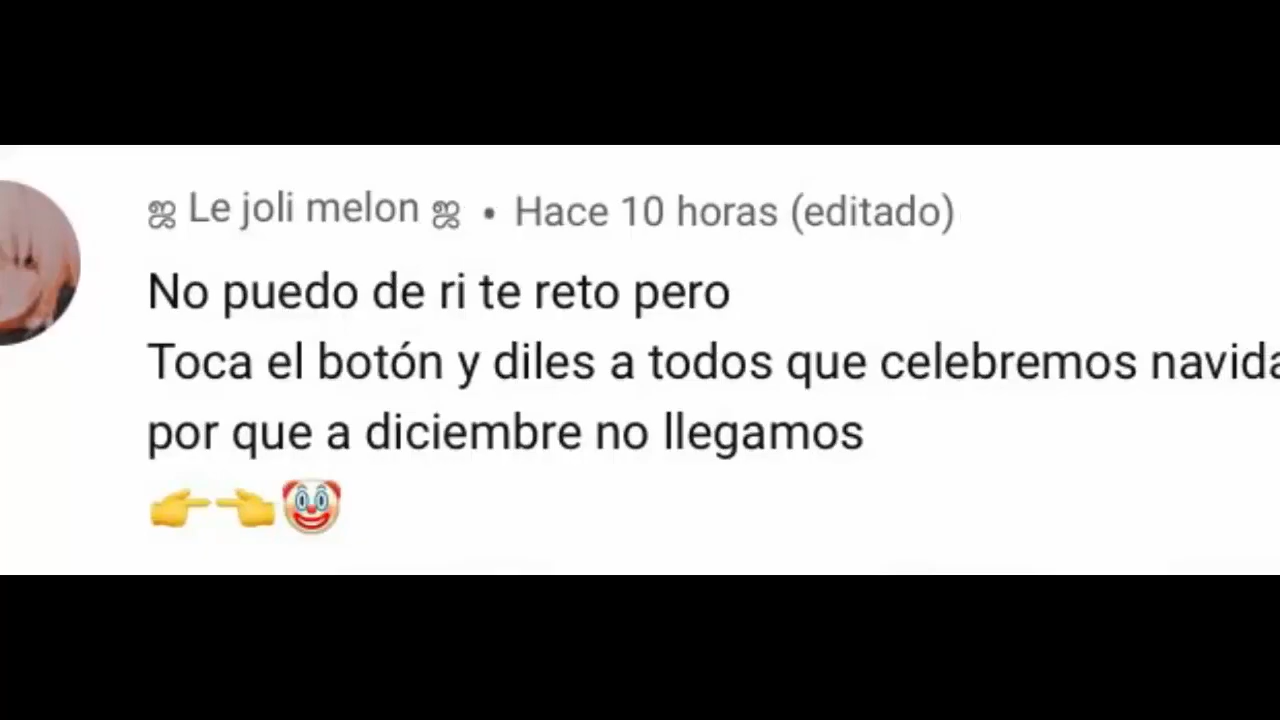 ஜ Le joli melon ஜ • Hace 10 horas (editado)
No puedo de ri te reto pero
Toca el botón y diles a todos que celebremos navida
por que a diciembre no llegamos
👉👈🤡